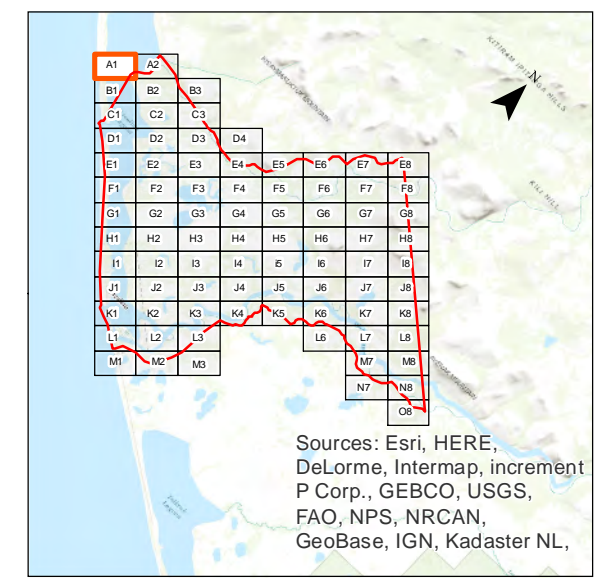 KITIRAM IPIENGA HILLS
N
A1 A2
B1 B2 B3
C1 C2 C3
D1 D2 D3 D4
E1 E2 E3 E4 E5 E6 E7 E8
F1 F2 F3 F4 F5 F6 F7 F8
KILI HILL
G1 G2 G3 G4 G5 G6 G7 G8
H1 H2 H3 H4 H5 H6 H7 H8
I1 I2 I3 I4 i5 I6 I7 I8
J1 J2 J3 J4 J5 J6 J7 J8
K1 K2 K3 K4 K5 K6 K7 K8
L1 L2 L3 L6 L7 L8
M1 M2 M3 M7 M8
N7 N8
O8
Sources: Esri, HERE,
DeLorme, Intermap, increment
P Corp., GEBCO, USGS,
FAO, NPS, NRCAN,
GeoBase, IGN, Kadaster NL,